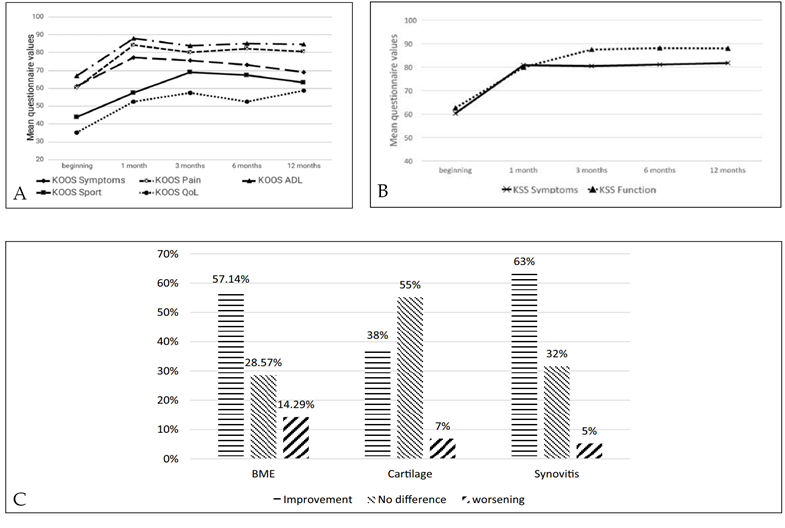 100
90
80
70
60
50
40
30
20
Mean questionnaire values
beginning 1 month 3 months 6 months 12 months
KOOS Symptoms KOOS Pain KOOS ADL
KOOS Sport KOOS QoL
A
100
90
80
70
60
50
40
Mean questionnaire values
beginning 1 month 3 months 6 months 12 months
KSS Symptoms KSS Function
B
70%
60%
50%
40%
30%
20%
10%
0%
57.14%
28.57%
14.29%
38%
55%
7%
63%
32%
5%
BME Cartilage Synovitis
Improvement No difference worsening
C